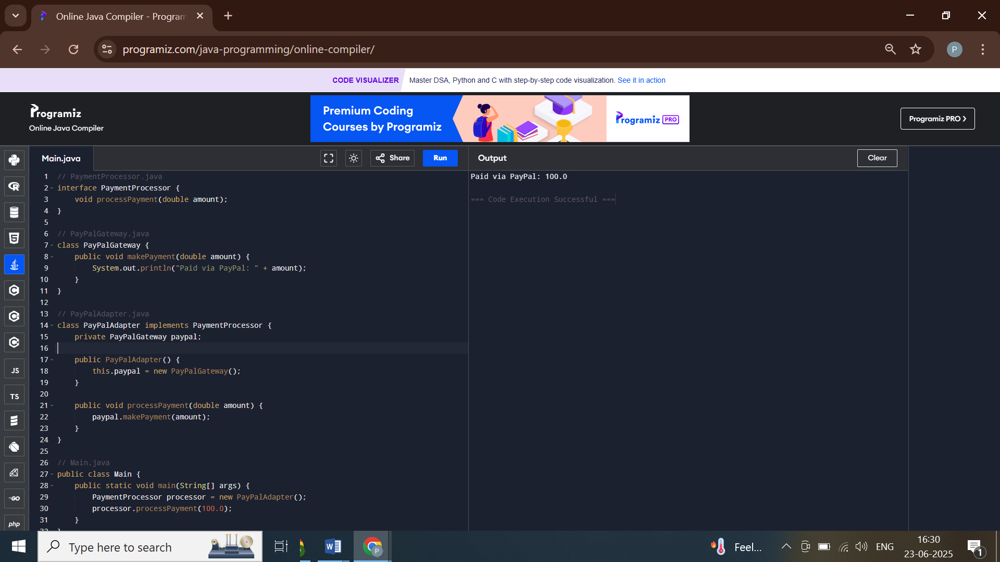 Online Java Compiler - Program
programiz.com/java-programming/online-compiler/
P
CODE VISUALIZER Master DSA, Python and C with step-by-step code visualization. See it in action
Programiz
Online Java Compiler
Premium Coding
Courses by Programiz
Programiz PRO
Programiz PRO ❯
Main.java
Share
Run
Output
Clear
1 // PaymentProcessor.java
2 interface PaymentProcessor {
3     void processPayment(double amount);
4 }
5
6 // PayPalGateway.java
7 class PayPalGateway {
8     public void makePayment(double amount) {
9         System.out.println("Paid via PayPal: " + amount);
10     }
11 }
12
13 // PayPalAdapter.java
14 class PayPalAdapter implements PaymentProcessor {
15     private PayPalGateway paypal;
16
17     public PayPalAdapter() {
18         this.paypal = new PayPalGateway();
19     }
20
21     public void processPayment(double amount) {
22         paypal.makePayment(amount);
23     }
24 }
25
26 // Main.java
27 public class Main {
28     public static void main(String[] args) {
29         PaymentProcessor processor = new PayPalAdapter();
30         processor.processPayment(100.0);
31     }
Paid via PayPal: 100.0
=== Code Execution Successful ===
R
5
C
C
C
JS
TS
GO
php
Type here to search
W
P
Feel...
ENG
16:30
23-06-2025
1